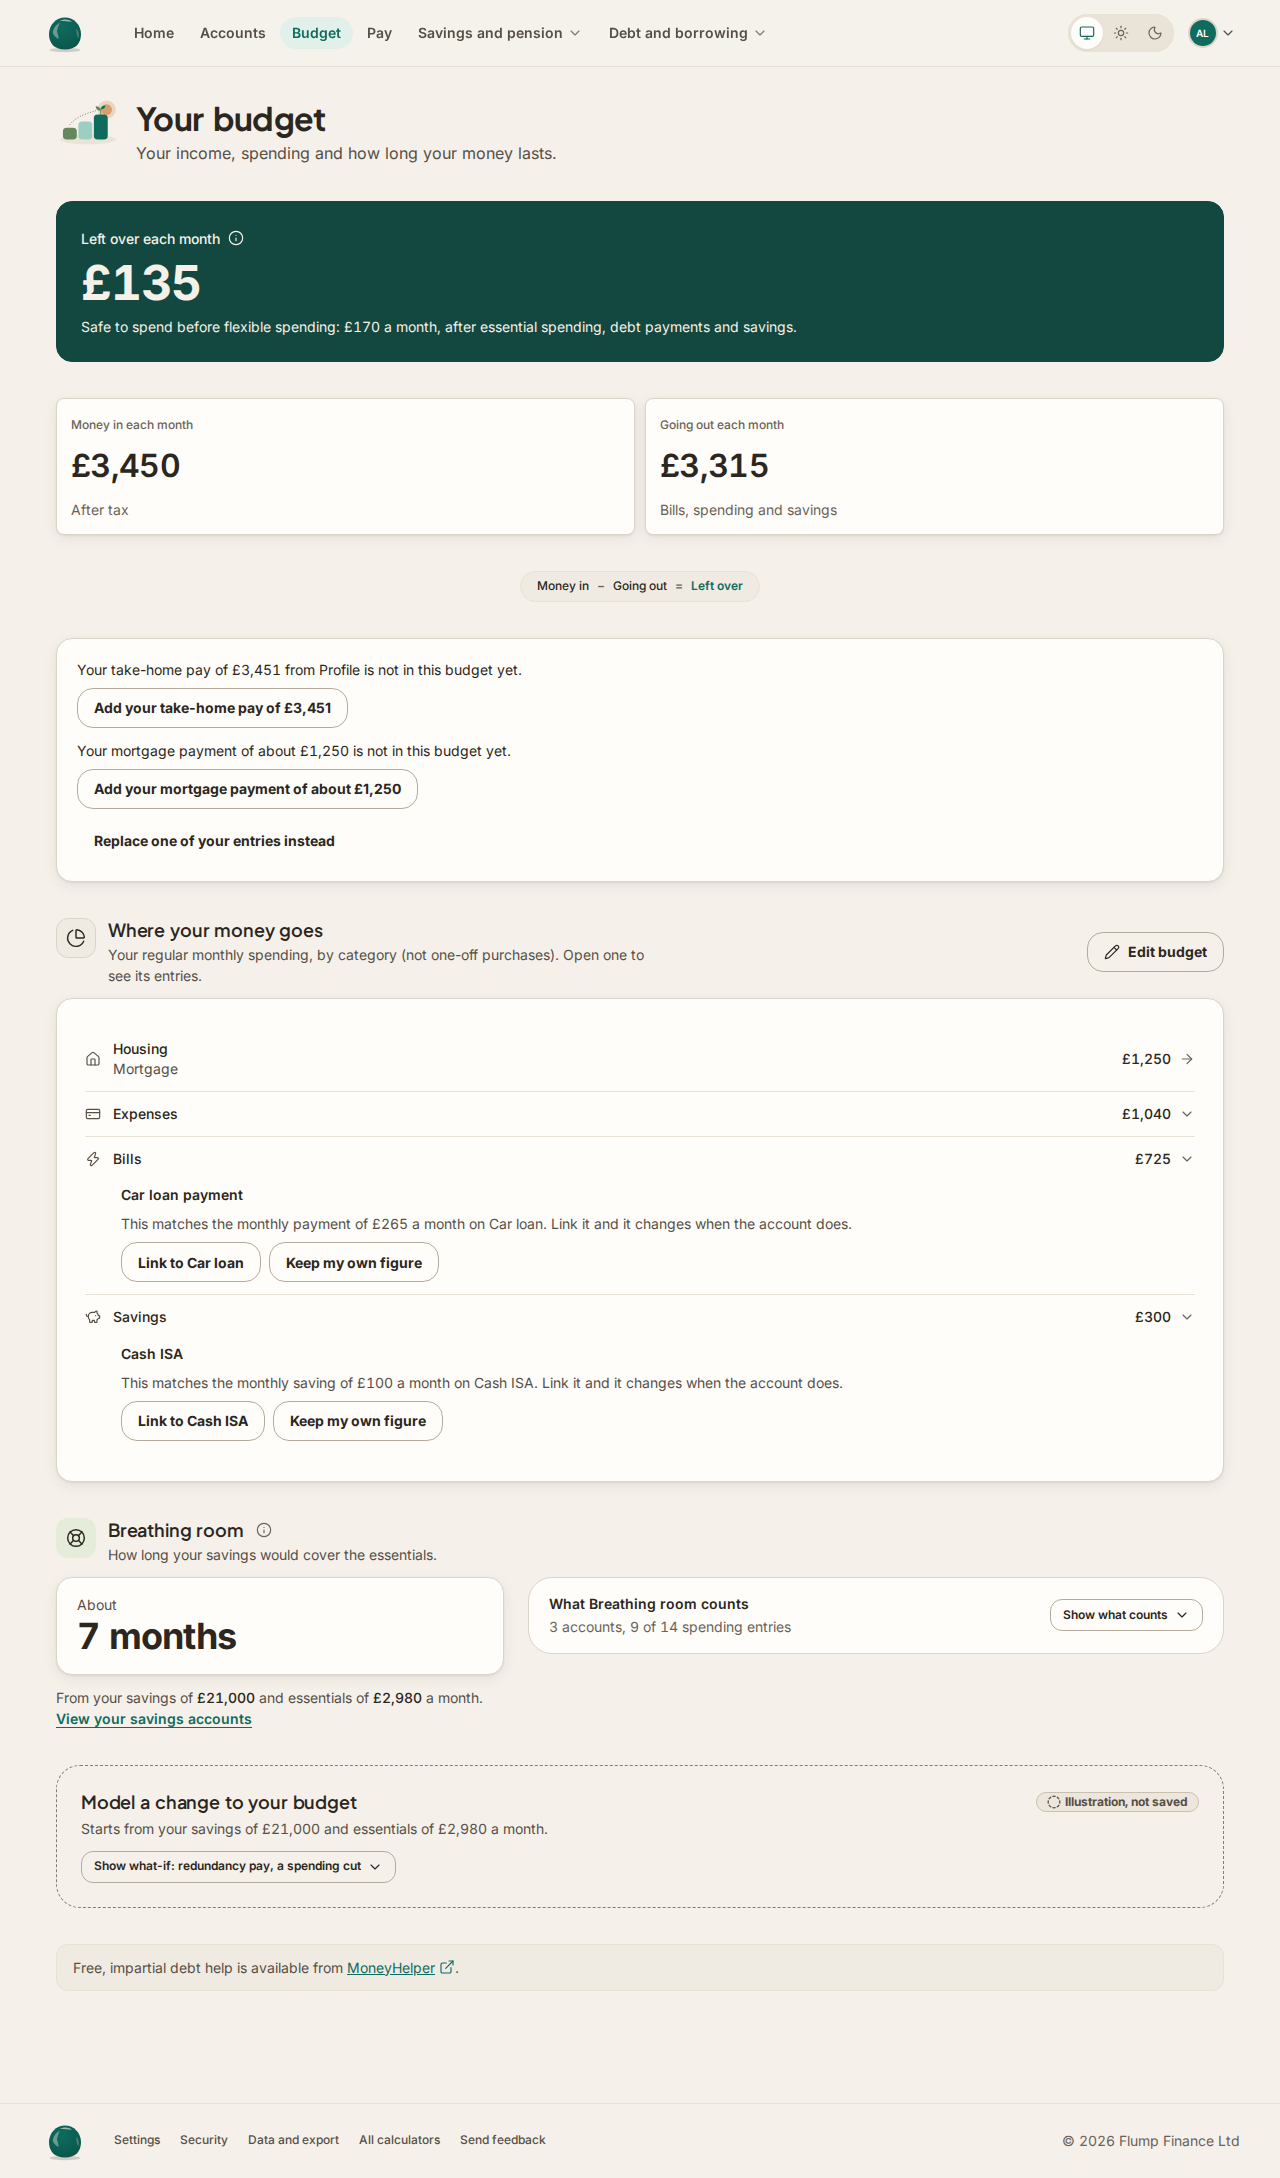 Home
Accounts
Budget
Pay
Savings and pension
Debt and borrowing
AL
Your budget
Your income, spending and how long your money lasts.
Left over each month
£135
Safe to spend before flexible spending: £170 a month, after essential spending, debt payments and savings.
Money in each month
£3,450
After tax
Going out each month
£3,315
Bills, spending and savings
Money in − Going out = Left over
Your take-home pay of £3,451 from Profile is not in this budget yet.
Add your take-home pay of £3,451
Your mortgage payment of about £1,250 is not in this budget yet.
Add your mortgage payment of about £1,250
Replace one of your entries instead
Where your money goes
Your regular monthly spending, by category (not one-off purchases). Open one to
see its entries.
Edit budget
Housing
Mortgage
£1,250
Expenses
£1,040
Bills
£725
Car loan payment
This matches the monthly payment of £265 a month on Car loan. Link it and it changes when the account does.
Link to Car loan
Keep my own figure
Savings
£300
Cash ISA
This matches the monthly saving of £100 a month on Cash ISA. Link it and it changes when the account does.
Link to Cash ISA
Keep my own figure
Breathing room
How long your savings would cover the essentials.
About
7 months
What Breathing room counts
3 accounts, 9 of 14 spending entries
Show what counts
From your savings of £21,000 and essentials of £2,980 a month.
View your savings accounts
Model a change to your budget
Illustration, not saved
Starts from your savings of £21,000 and essentials of £2,980 a month.
Show what-if: redundancy pay, a spending cut
Free, impartial debt help is available from MoneyHelper.
Settings
Security
Data and export
All calculators
Send feedback
© 2026 Flump Finance Ltd